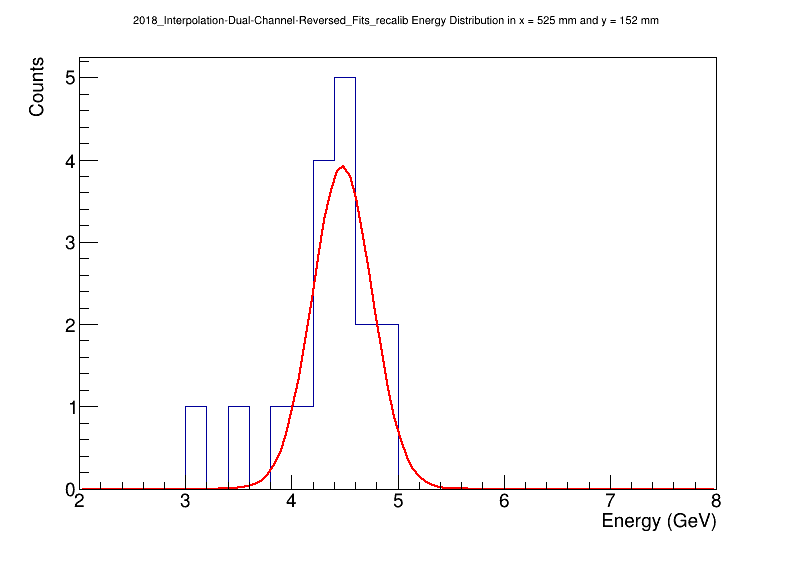 2018_Interpolation-Dual-Channel-Reversed_Fits_recalib Energy Distribution in x = 525 mm and y = 152 mm
Counts
5
4
3
2
1
0
2 3 4 5 6 7 8
Energy (GeV)